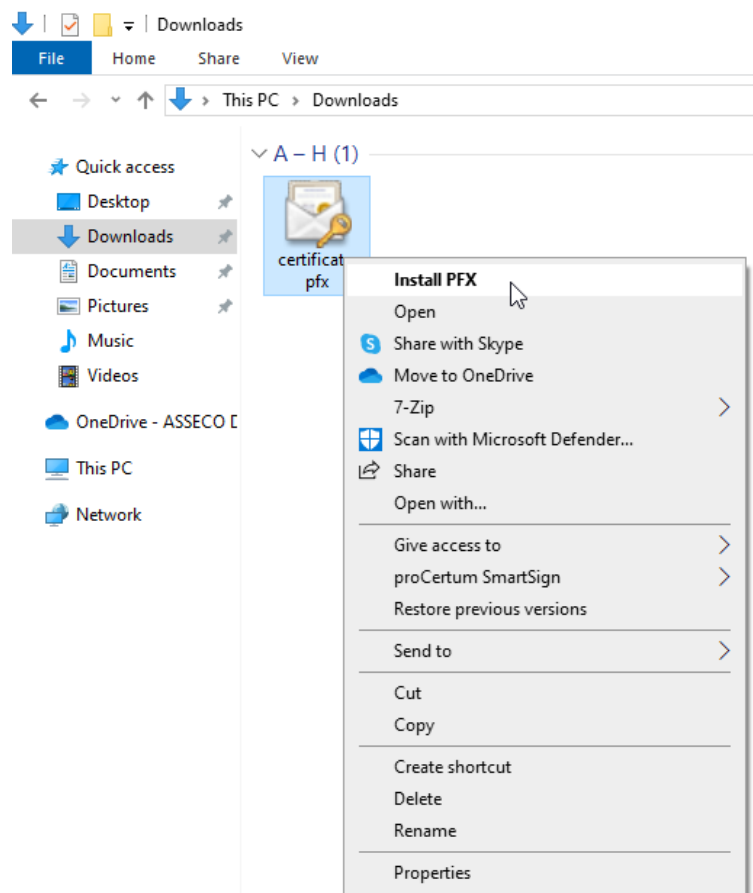 Downloads
File Home Share View
This PC > Downloads
A – H (1)
Quick access
Desktop
Downloads
Documents
Pictures
Music
Videos
OneDrive - ASSECO D
This PC
Network
certificat
pfx
Install PFX
Open
Share with Skype
Move to OneDrive
7-Zip
Scan with Microsoft Defender...
Share
Open with...
Give access to
proCertum SmartSign
Restore previous versions
Send to
Cut
Copy
Create shortcut
Delete
Rename
Properties